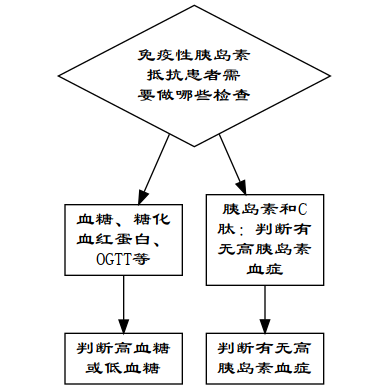 免疫性胰岛素
抵抗患者需
要做哪些检查
血糖、糖化
血红蛋白、
OGTT等
胰岛素和C
肽：判断有
无高胰岛素
血症
判断高血糖
或低血糖
判断有无高
胰岛素血症